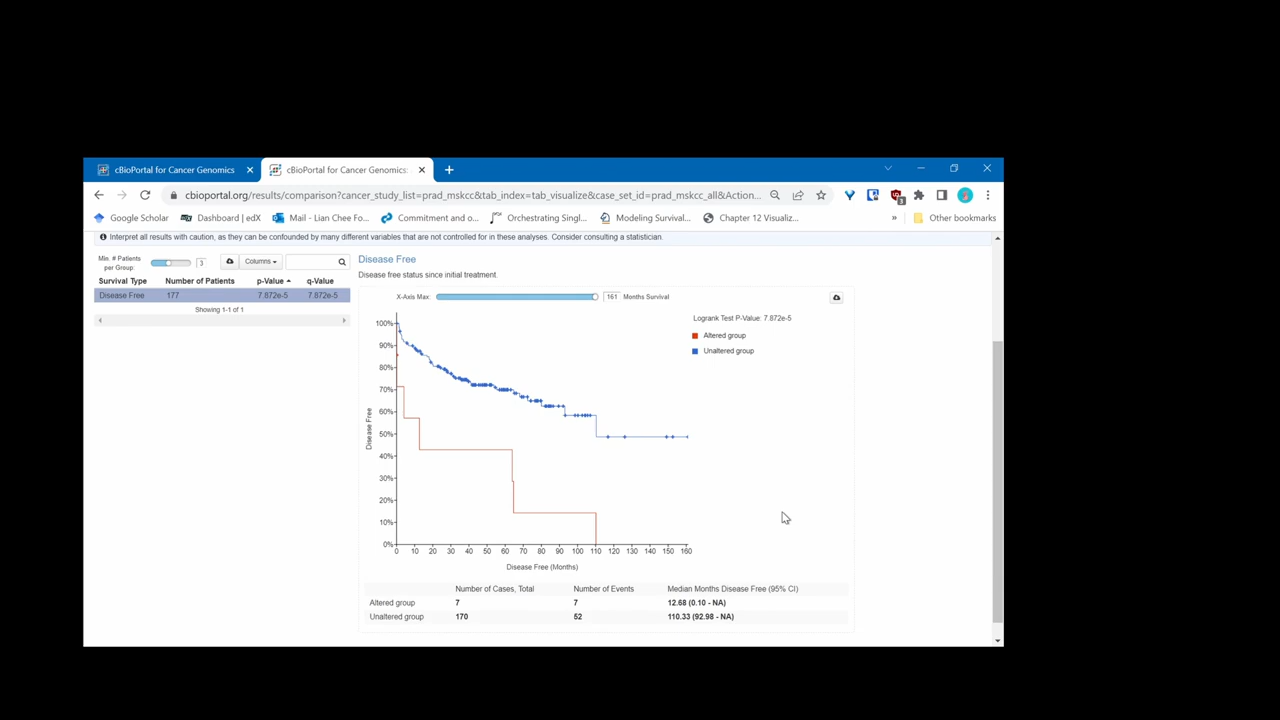 cBioPortal for Cancer Genomics
cBioPortal for Cancer Genomics:
cbioportal.org/results/comparison?cancer_study_list=prad_mskcc&tab_index=tab_visualize&case_set_id=prad_mskcc_all&Action...
Google Scholar Dashboard | edX Mail - Lian Chee Fo... Commitment and o... Orchestrating Singl... Modeling Survival... Chapter 12 Visualiz... » Other bookmarks
Interpret all results with caution, as they can be confounded by many different variables that are not controlled for in these analyses. Consider consulting a statistician.
Min. # Patients
per Group:
3
Columns
Survival Type Number of Patients p-Value q-Value
Disease Free 177 7.872e-5 7.872e-5
Showing 1-1 of 1
Disease Free
Disease free status since initial treatment.
X-Axis Max: 161 Months Survival
Logrank Test P-Value: 7.872e-5
Altered group
Unaltered group
100%
90%
80%
70%
60%
50%
40%
30%
20%
10%
0%
Disease Free
0 10 20 30 40 50 60 70 80 90 100 110 120 130 140 150 160
Disease Free (Months)
Number of Cases, Total Number of Events Median Months Disease Free (95% CI)
Altered group 7 7 12.68 (0.10 - NA)
Unaltered group 170 52 110.33 (92.98 - NA)